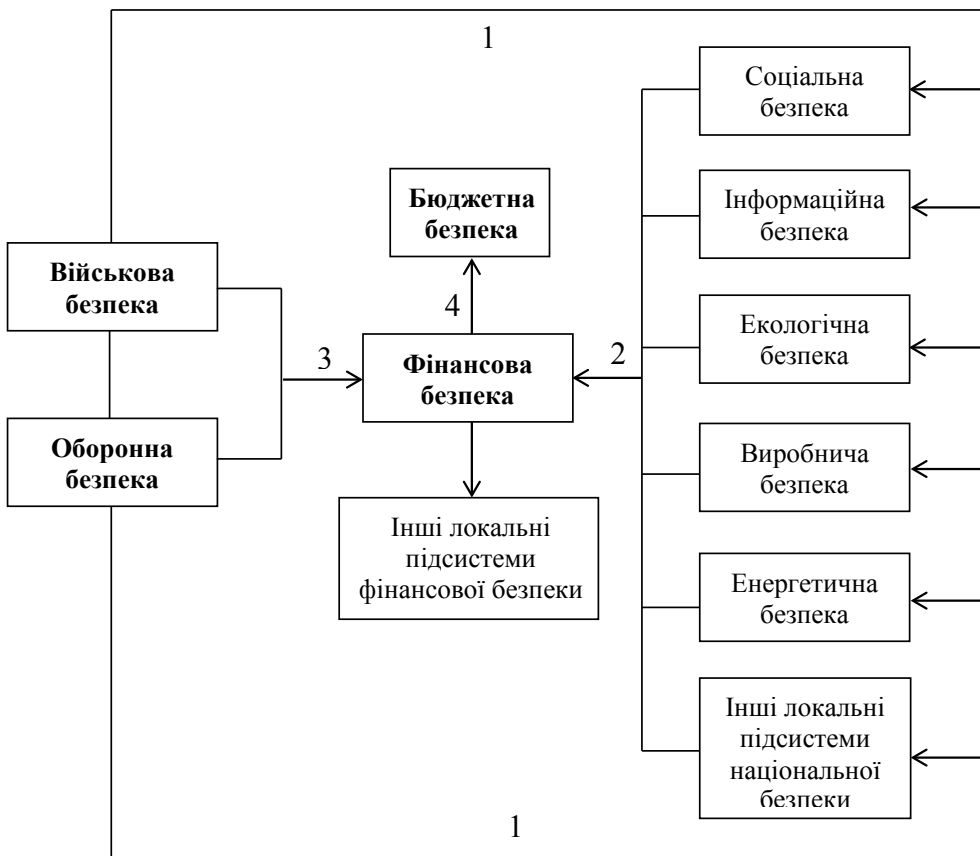 1
Соціальна
безпека
Бюджетна
безпека
Інформаційна
безпека
Військова
безпека
4
Екологічна
безпека
3
Фінансова
безпека
2
Оборонна
безпека
Виробнича
безпека
Інші локальні
підсистеми
фінансової безпеки
Енергетична
безпека
Інші локальні
підсистеми
національної
безпеки
1